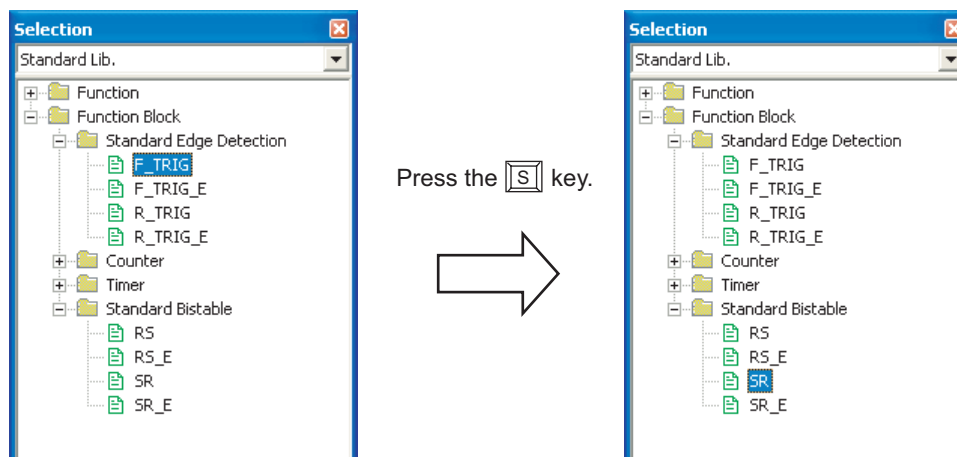 Selection
Standard Lib.
Function
Function Block
Standard Edge Detection
F_TRIG
F_TRIG_E
R_TRIG
R_TRIG_E
Counter
Timer
Standard Bistable
RS
RS_E
SR
SR_E
Press the S key.
Selection
Standard Lib.
Function
Function Block
Standard Edge Detection
F_TRIG
F_TRIG_E
R_TRIG
R_TRIG_E
Counter
Timer
Standard Bistable
RS
RS_E
SR
SR_E